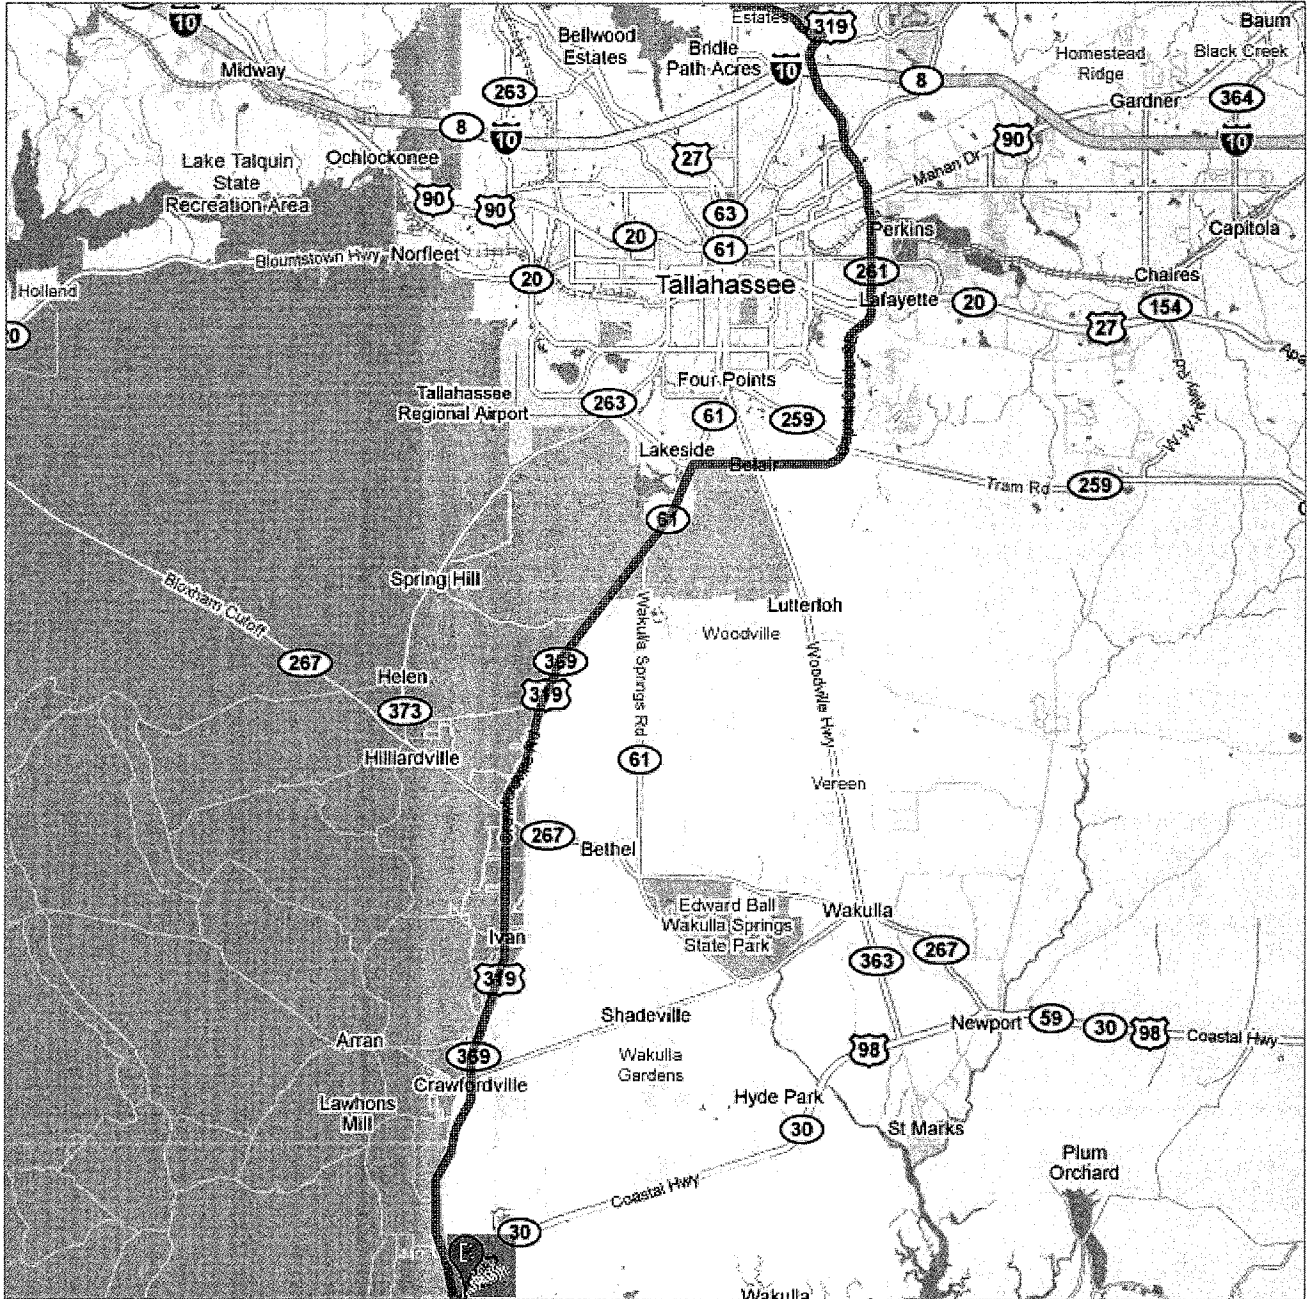 Estates
319
Baum
10
Bellwood
Estates
Bridle
Path Acres
Homestead
Ridge
Black Creek
Midway
10
8
263
Gardner
364
8
10
90
10
27
Lake Talquin
State
Recreation Area
Ochlockonee
Mahan Dr
90
90
63
20
61
Perkins
Capitola
Blountstown Hwy
Norfleet
20
261
Chaires
Holland
Tallahassee
Lafayette
20
154
27
Four Points
Tallahassee
Regional Airport
263
61
259
W W Kelley Rd
Lakeside
Belair
Tram Rd
259
61
Spring Hill
Bloxham Cutoff
Lutterloh
Woodville
Wakulla Springs Rd
Woodville Hwy
267
369
Helen
319
373
Hilliardville
61
Vereen
267
Bethel
Edward Ball
Wakulla Springs
State Park
Wakulla
Ivan
363
267
319
Shadeville
Newport
59
30
98
Coastal Hwy
Arran
369
98
Wakulla
Gardens
Crawfordville
Lawhons
Mill
Hyde Park
30
St Marks
Plum
Orchard
Coastal Hwy
30
Wakulla